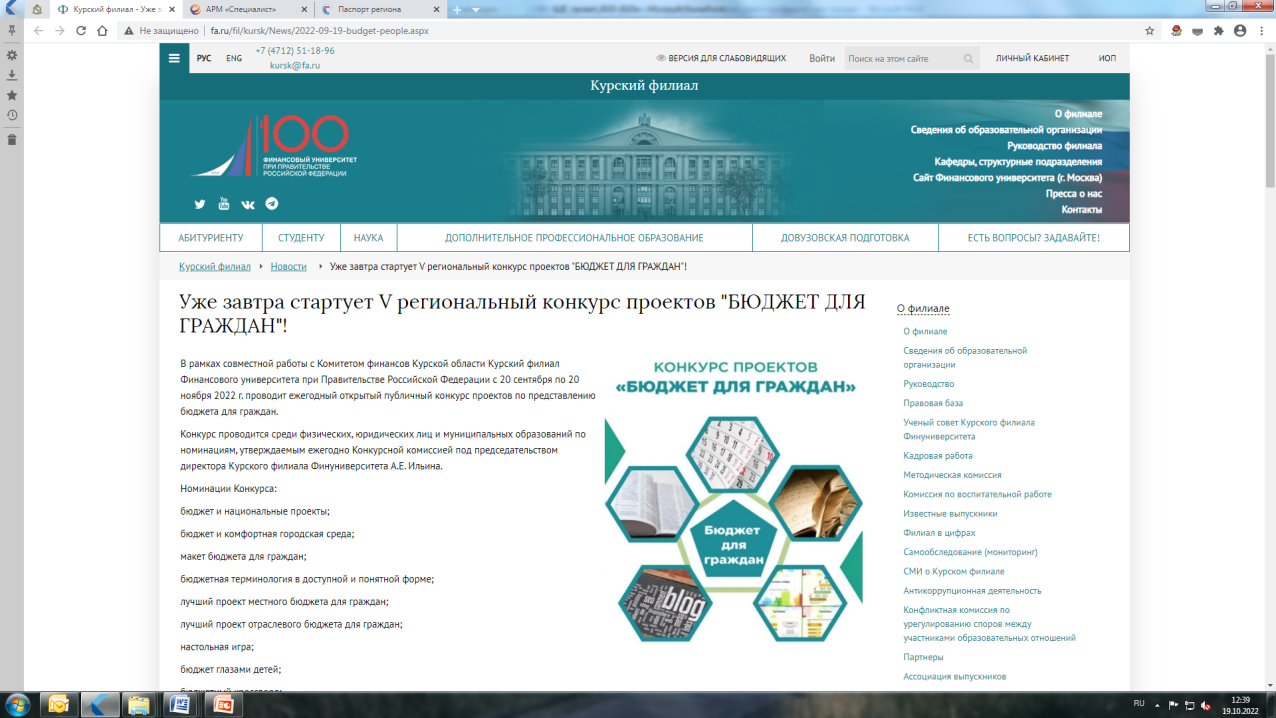 Курский филиал - Уже з
АРМ «Специалист»
Паспорт региона
Не защищено
fa.ru/fil/kursk/News/2022-09-19-budget-people.aspx
РУС
ENG
+7 (4712) 51-18-96
kursk@fa.ru
ВЕРСИЯ ДЛЯ СЛАБОВИДЯЩИХ
Войти
Поиск на этом сайте
ЛИЧНЫЙ КАБИНЕТ
ИОП
Курский филиал
100
ФИНАНСОВЫЙ УНИВЕРСИТЕТ
ПРИ ПРАВИТЕЛЬСТВЕ
РОССИЙСКОЙ ФЕДЕРАЦИИ
О филиале
Сведения об образовательной организации
Руководство филиала
Кафедры, структурные подразделения
Сайт Финансового университета (г. Москва)
Пресса о нас
Контакты
АБИТУРИЕНТУ
СТУДЕНТУ
НАУКА
ДОПОЛНИТЕЛЬНОЕ ПРОФЕССИОНАЛЬНОЕ ОБРАЗОВАНИЕ
ДОВУЗОВСКАЯ ПОДГОТОВКА
ЕСТЬ ВОПРОСЫ? ЗАДАВАЙТЕ!
Курский филиал
Новости
Уже завтра стартует V региональный конкурс проектов "БЮДЖЕТ ДЛЯ ГРАЖДАН"!
Уже завтра стартует V региональный конкурс проектов "БЮДЖЕТ ДЛЯ
ГРАЖДАН"!
В рамках совместной работы с Комитетом финансов Курской области Курский филиал
Финансового университета при Правительстве Российской Федерации с 20 сентября по 20
ноября 2022 г. проводит ежегодный открытый публичный конкурс проектов по представлению
бюджета для граждан.
Конкурс проводится среди физических, юридических лиц и муниципальных образований по
номинациям, утверждаемым ежегодно Конкурсной комиссией под председательством
директора Курского филиала Финуниверситета А.Е. Ильина.
Номинации Конкурса:
бюджет и национальные проекты;
бюджет и комфортная городская среда;
макет бюджета для граждан;
бюджетная терминология в доступной и понятной форме;
лучший проект местного бюджета для граждан;
лучший проект отраслевого бюджета для граждан;
настольная игра;
бюджет глазами детей;
КОНКУРС ПРОЕКТОВ
«БЮДЖЕТ ДЛЯ ГРАЖДАН»
Бюджет
для
граждан
blog
О филиале
О филиале
Сведения об образовательной
организации
Руководство
Правовая база
Ученый совет Курского филиала
Финуниверситета
Кадровая работа
Методическая комиссия
Комиссия по воспитательной работе
Известные выпускники
Филиал в цифрах
Самообследование (мониторинг)
СМИ о Курском филиале
Антикоррупционная деятельность
Конфликтная комиссия по
урегулированию споров между
участниками образовательных отношений
Партнеры
Ассоциация выпускников
RU
12:39
19.10.2022